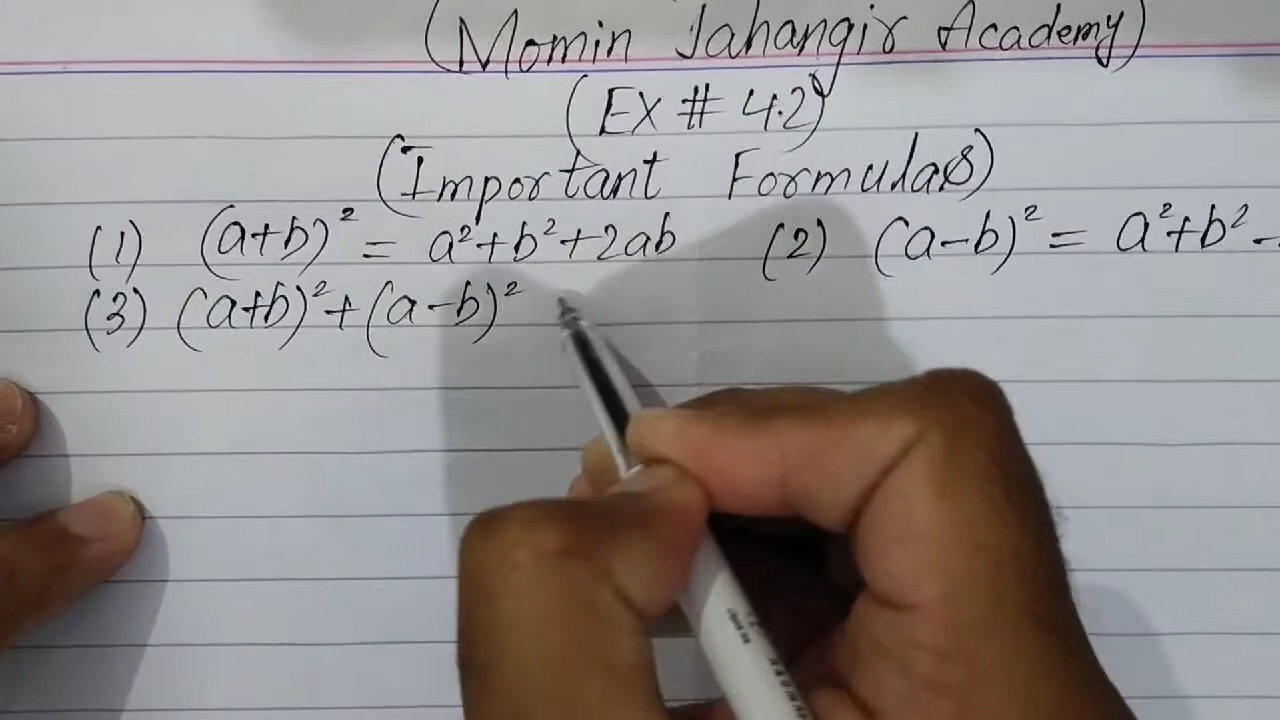 (Momin Jahangir Academy)
(EX # 4.2)
(Important Formulas)
(1) (a+b)² = a²+b²+2ab (2) (a-b)² = a²+b²-
(3) (a+b)²+(a-b)²